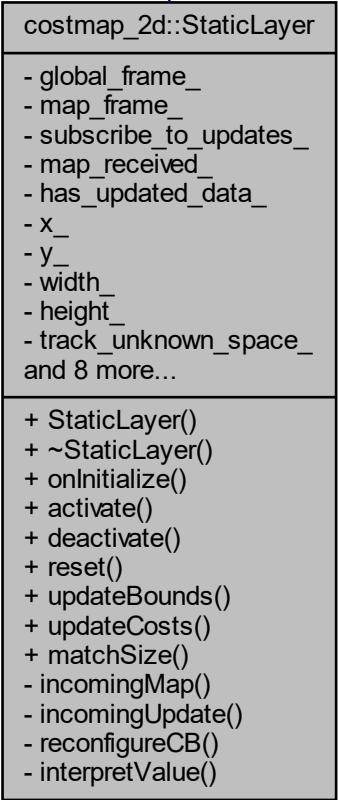 costmap_2d::StaticLayer
- global_frame_
- map_frame_
- subscribe_to_updates_
- map_received_
- has_updated_data_
- x_
- y_
- width_
- height_
- track_unknown_space_
and 8 more...
+ StaticLayer()
+ ~StaticLayer()
+ onInitialize()
+ activate()
+ deactivate()
+ reset()
+ updateBounds()
+ updateCosts()
+ matchSize()
- incomingMap()
- incomingUpdate()
- reconfigureCB()
- interpretValue()